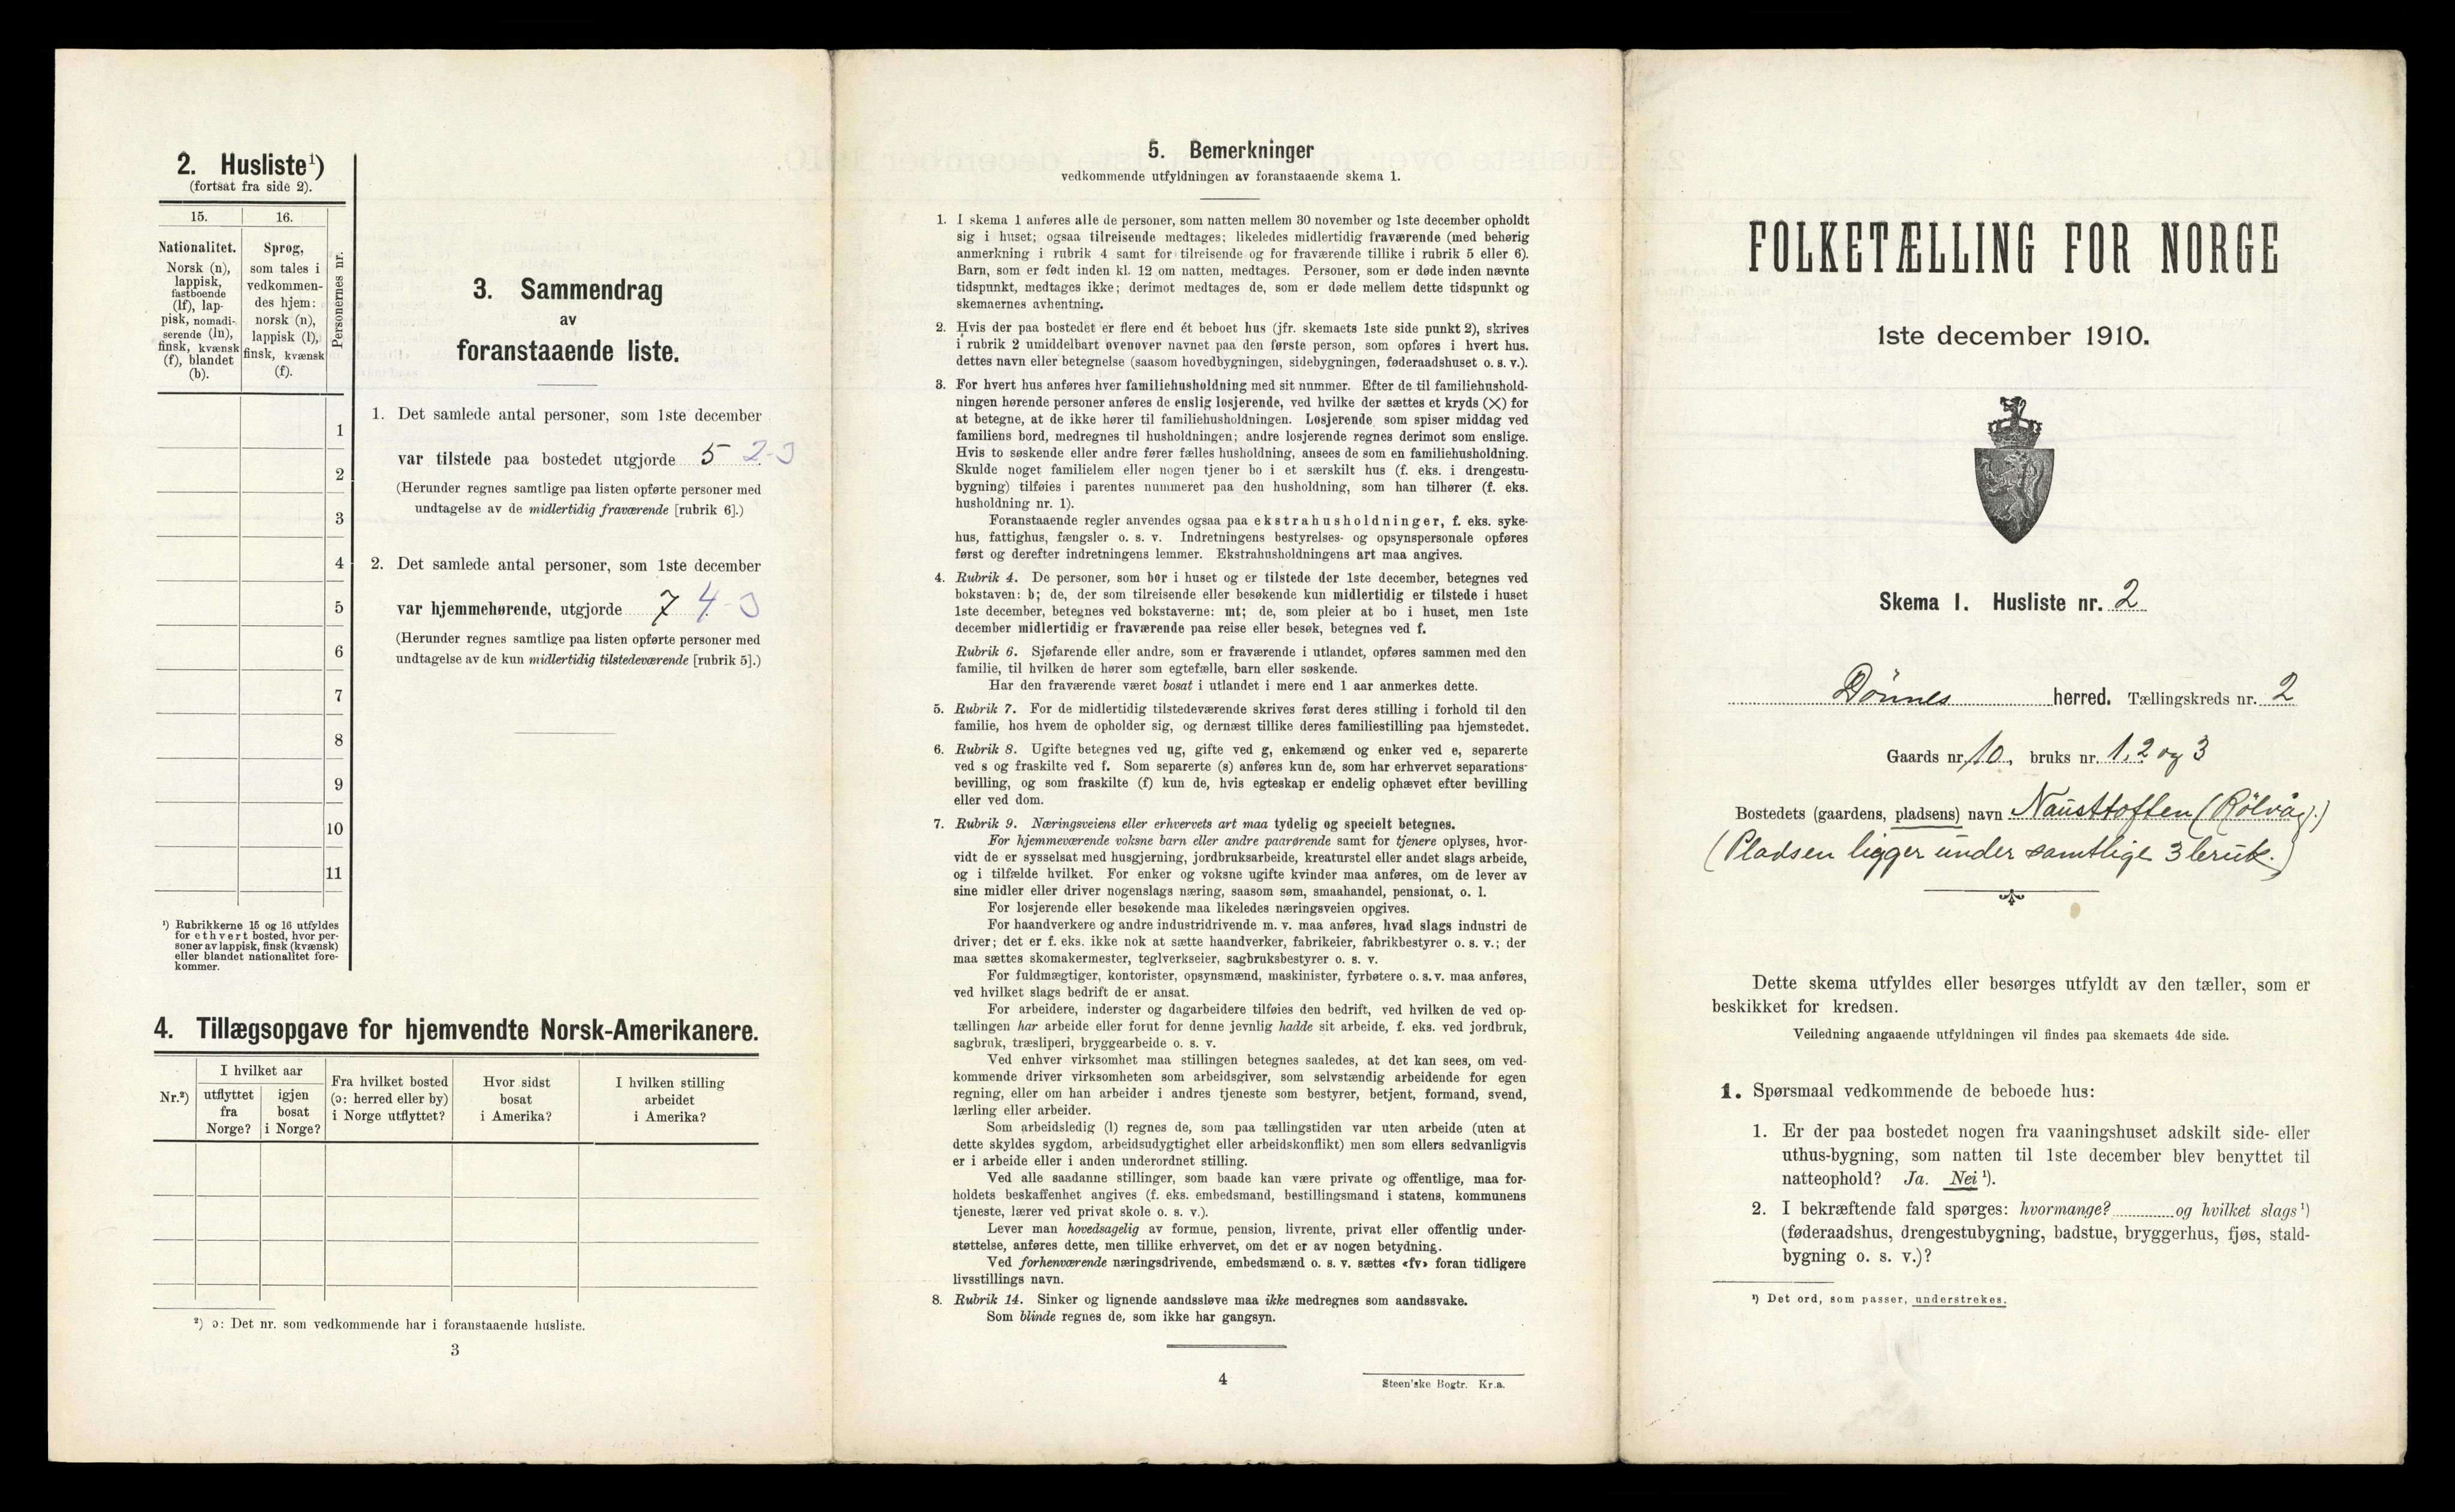 2. Husliste¹)
(fortsat fra side 2).
15.
16.
Personernes nr.
Nationalitet.
Norsk (n),
lappisk,
fastboende
(lf), lap-
pisk, nomadi-
serende (ln),
finsk, kvænsk
(f), blandet
(b).
Sprog,
som tales i
vedkommen-
des hjem:
norsk (n),
lappisk (l),
finsk, kvænsk
(f).
1
2
3
4
5
6
7
8
9
10
11
¹) Rubrikkerne 15 og 16 utfyldes
for ethvert bosted, hvor per-
soner av lappisk, finsk (kvænsk)
eller blandet nationalitet fore-
kommer.
3. Sammendrag
av
foranstaaende liste.
1. Det samlede antal personer, som 1ste december
var tilstede paa bostedet utgjorde 5 2-3
(Herunder regnes samtlige paa listen opførte personer med
undtagelse av de midlertidig fraværende [rubrik 6].)
2. Det samlede antal personer, som 1ste december
var hjemmehørende, utgjorde 7 4-3
(Herunder regnes samtlige paa listen opførte personer med
undtagelse av de kun midlertidig tilstedeværende [rubrik 5].)
4. Tillægsopgave for hjemvendte Norsk-Amerikanere.
Nr.²)
I hvilket aar
utflyttet
fra
Norge?
igjen
bosat
i Norge?
Fra hvilket bosted
(ɔ: herred eller by)
i Norge utflyttet?
Hvor sidst
bosat
i Amerika?
I hvilken stilling
arbeidet
i Amerika?
²) ɔ: Det nr. som vedkommende har i foranstaaende husliste.
3
5. Bemerkninger
vedkommende utfyldningen av foranstaaende skema 1.
1. I skema 1 anføres alle de personer, som natten mellem 30 november og 1ste december opholdt
sig i huset; ogsaa tilreisende medtages; likeledes midlertidig fraværende (med behørig
anmerkning i rubrik 4 samt for tilreisende og for fraværende tillike i rubrik 5 eller 6).
Barn, som er født inden kl. 12 om natten, medtages. Personer, som er døde inden nævnte
tidspunkt, medtages ikke; derimot medtages de, som er døde mellem dette tidspunkt og
skemaernes avhentning.
2. Hvis der paa bostedet er flere end ét beboet hus (jfr. skemaets 1ste side punkt 2), skrives
i rubrik 2 umiddelbart ovenover navnet paa den første person, som opføres i hvert hus.
dettes navn eller betegnelse (saasom hovedbygningen, sidebygningen, føderaadshuset o. s. v.).
3. For hvert hus anføres hver familiehusholdning med sit nummer. Efter de til familiehushold-
ningen hørende personer anføres de enslig losjerende, ved hvilke der sættes et kryds (×) for
at betegne, at de ikke hører til familiehusholdningen. Losjerende som spiser middag ved
familiens bord, medregnes til husholdningen; andre losjerende regnes derimot som enslige.
Hvis to søskende eller andre fører fælles husholdning, ansees de som en familiehusholdning.
Skulde noget familielem eller nogen tjener bo i et særskilt hus (f. eks. i drengestu-
bygning) tilføies i parentes nummeret paa den husholdning, som han tilhører (f. eks.
husholdning nr. 1).
Foranstaaende regler anvendes ogsaa paa ekstrahusholdninger, f. eks. syke-
hus, fattighus, fængsler o. s. v. Indretningens bestyrelses- og opsynspersonale opføres
først og derefter indretningens lemmer. Ekstrahusholdningens art maa angives.
4. Rubrik 4. De personer, som bor i huset og er tilstede der 1ste december, betegnes ved
bokstaven: b; de, der som tilreisende eller besøkende kun midlertidig er tilstede i huset
1ste december, betegnes ved bokstaverne: mt; de, som pleier at bo i huset, men 1ste
december midlertidig er fraværende paa reise eller besøk, betegnes ved f.
Rubrik 6. Sjøfarende eller andre, som er fraværende i utlandet, opføres sammen med den
familie, til hvilken de hører som egtefælle, barn eller søskende.
Har den fraværende været bosat i utlandet i mere end 1 aar anmerkes dette.
5. Rubrik 7. For de midlertidig tilstedeværende skrives først deres stilling i forhold til den
familie, hos hvem de opholder sig, og dernæst tillike deres familiestilling paa hjemstedet.
6. Rubrik 8. Ugifte betegnes ved ug, gifte ved g, enkemænd og enker ved e, separerte
ved s og fraskilte ved f. Som separerte (s) anføres kun de, som har erhvervet separations-
bevilling, og som fraskilte (f) kun de, hvis egteskap er endelig ophævet efter bevilling
eller ved dom.
7. Rubrik 9. Næringsveiens eller erhvervets art maa tydelig og specielt betegnes.
For hjemmeværende voksne barn eller andre paarørende samt for tjenere oplyses, hvor-
vidt de er sysselsat med husgjerning, jordbruksarbeide, kreaturstel eller andet slags arbeide,
og i tilfælde hvilket. For enker og voksne ugifte kvinder maa anføres, om de lever av
sine midler eller driver nogenslags næring, saasom søm, smaahandel, pensionat, o. l.
For losjerende eller besøkende maa likeledes næringsveien opgives.
For haandverkere og andre industridrivende m. v. maa anføres, hvad slags industri de
driver; det er f. eks. ikke nok at sætte haandverker, fabrikeier, fabrikbestyrer o. s. v.; der
maa sættes skomakermester, teglverkseier, sagbruksbestyrer o. s. v.
For fuldmægtiger, kontorister, opsynsmænd, maskinister, fyrbøtere o. s. v. maa anføres,
ved hvilket slags bedrift de er ansat.
For arbeidere, inderster og dagarbeidere tilføies den bedrift, ved hvilken de ved op-
tællingen har arbeide eller forut for denne jevnlig hadde sit arbeide, f. eks. ved jordbruk,
sagbruk, træsliperi, bryggearbeide o. s. v.
Ved enhver virksomhet maa stillingen betegnes saaledes, at det kan sees, om ved-
kommende driver virksomheten som arbeidsgiver, som selvstændig arbeidende for egen
regning, eller om han arbeider i andres tjeneste som bestyrer, betjent, formand, svend,
lærling eller arbeider.
Som arbeidsledig (l) regnes de, som paa tællingstiden var uten arbeide (uten at
dette skyldes sygdom, arbeidsudygtighet eller arbeidskonflikt) men som ellers sedvanligvis
er i arbeide eller i anden underordnet stilling.
Ved alle saadanne stillinger, som baade kan være private og offentlige, maa for-
holdets beskaffenhet angives (f. eks. embedsmand, bestillingsmand i statens, kommunens
tjeneste, lærer ved privat skole o. s. v.).
Lever man hovedsagelig av formue, pension, livrente, privat eller offentlig under-
støttelse, anføres dette, men tillike erhvervet, om det er av nogen betydning.
Ved forhenværende næringsdrivende, embedsmænd o. s. v. sættes «fv» foran tidligere
livsstillings navn.
8. Rubrik 14. Sinker og lignende aandssløve maa ikke medregnes som aandssvake.
Som blinde regnes de, som ikke har gangsyn.
4
Steen'ske Bogtr. Kr.a.
FOLKETÆLLING FOR NORGE
1ste december 1910.
Skema I. Husliste nr. 2
Dönnes herred. Tællingskreds nr. 2
Gaards nr. 10, bruks nr. 1, 2 og 3
Bostedets (gaardens, pladsens) navn Nausttoften (Rölvåg.)
(Pladsen ligger under samtlige 3 bruk.)
Dette skema utfyldes eller besørges utfyldt av den tæller, som er
beskikket for kredsen.
Veiledning angaaende utfyldningen vil findes paa skemaets 4de side.
1. Spørsmaal vedkommende de beboede hus:
1. Er der paa bostedet nogen fra vaaningshuset adskilt side- eller
uthus-bygning, som natten til 1ste december blev benyttet til
natteophold? Ja. Nei ¹).
2. I bekræftende fald spørges: hvormange? og hvilket slags ¹)
(føderaadshus, drengestubygning, badstue, bryggerhus, fjøs, stald-
bygning o. s. v.)?
¹) Det ord, som passer, understrekes.